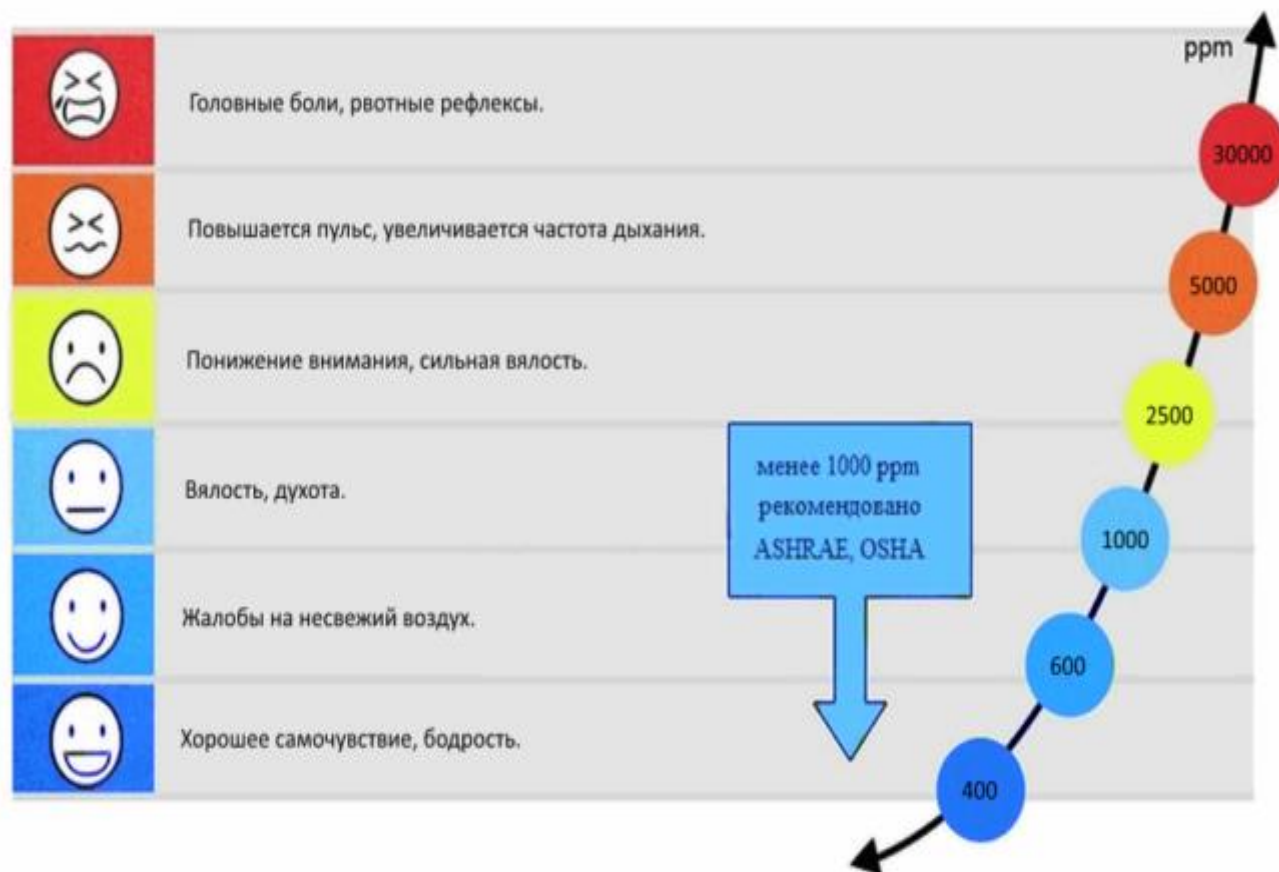 ppm
Головные боли, рвотные рефлексы.
30000
Повышается пульс, увеличивается частота дыхания.
5000
Понижение внимания, сильная вялость.
2500
менее 1000 ppm
рекомендовано
ASHRAE, OSHA
Вялость, духота.
1000
Жалобы на несвежий воздух.
600
Хорошее самочувствие, бодрость.
400